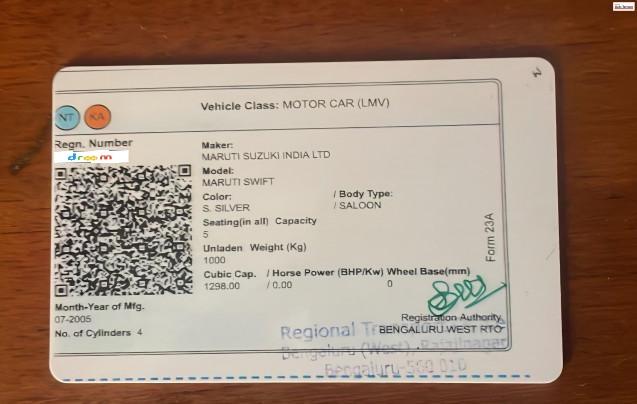 Vehicle Class: MOTOR CAR (LMV)
NT KA
Regn. Number
droom
Maker:
MARUTI SUZUKI INDIA LTD
Model:
MARUTI SWIFT
Color: / Body Type:
S. SILVER / SALOON
Seating(in all) Capacity
5
Unladen Weight (Kg)
1000
Cubic Cap. / Horse Power (BHP/Kw) Wheel Base(mm)
1298.00 / 0.00 0
Form 23A
Month-Year of Mfg.
07-2005
No. of Cylinders 4
Registration Authority
BENGALURU WEST RTO
Regional
Bengaluru (West), Rajajinagar
Bengaluru-560 010